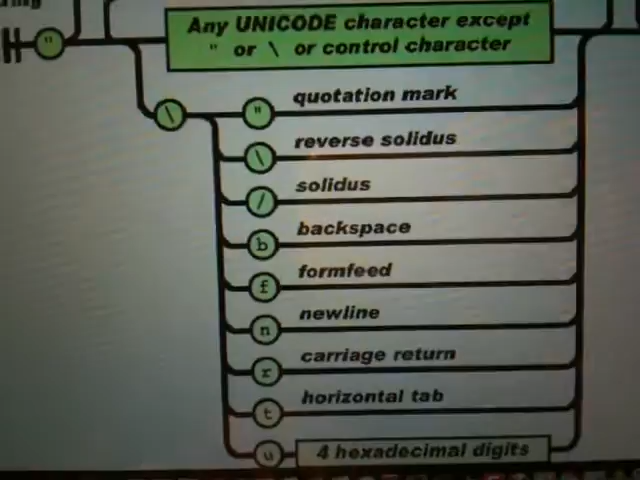 Any UNICODE character except
" or \ or control character
"
\
" quotation mark
\ reverse solidus
/ solidus
b backspace
f formfeed
n newline
r carriage return
t horizontal tab
u 4 hexadecimal digits